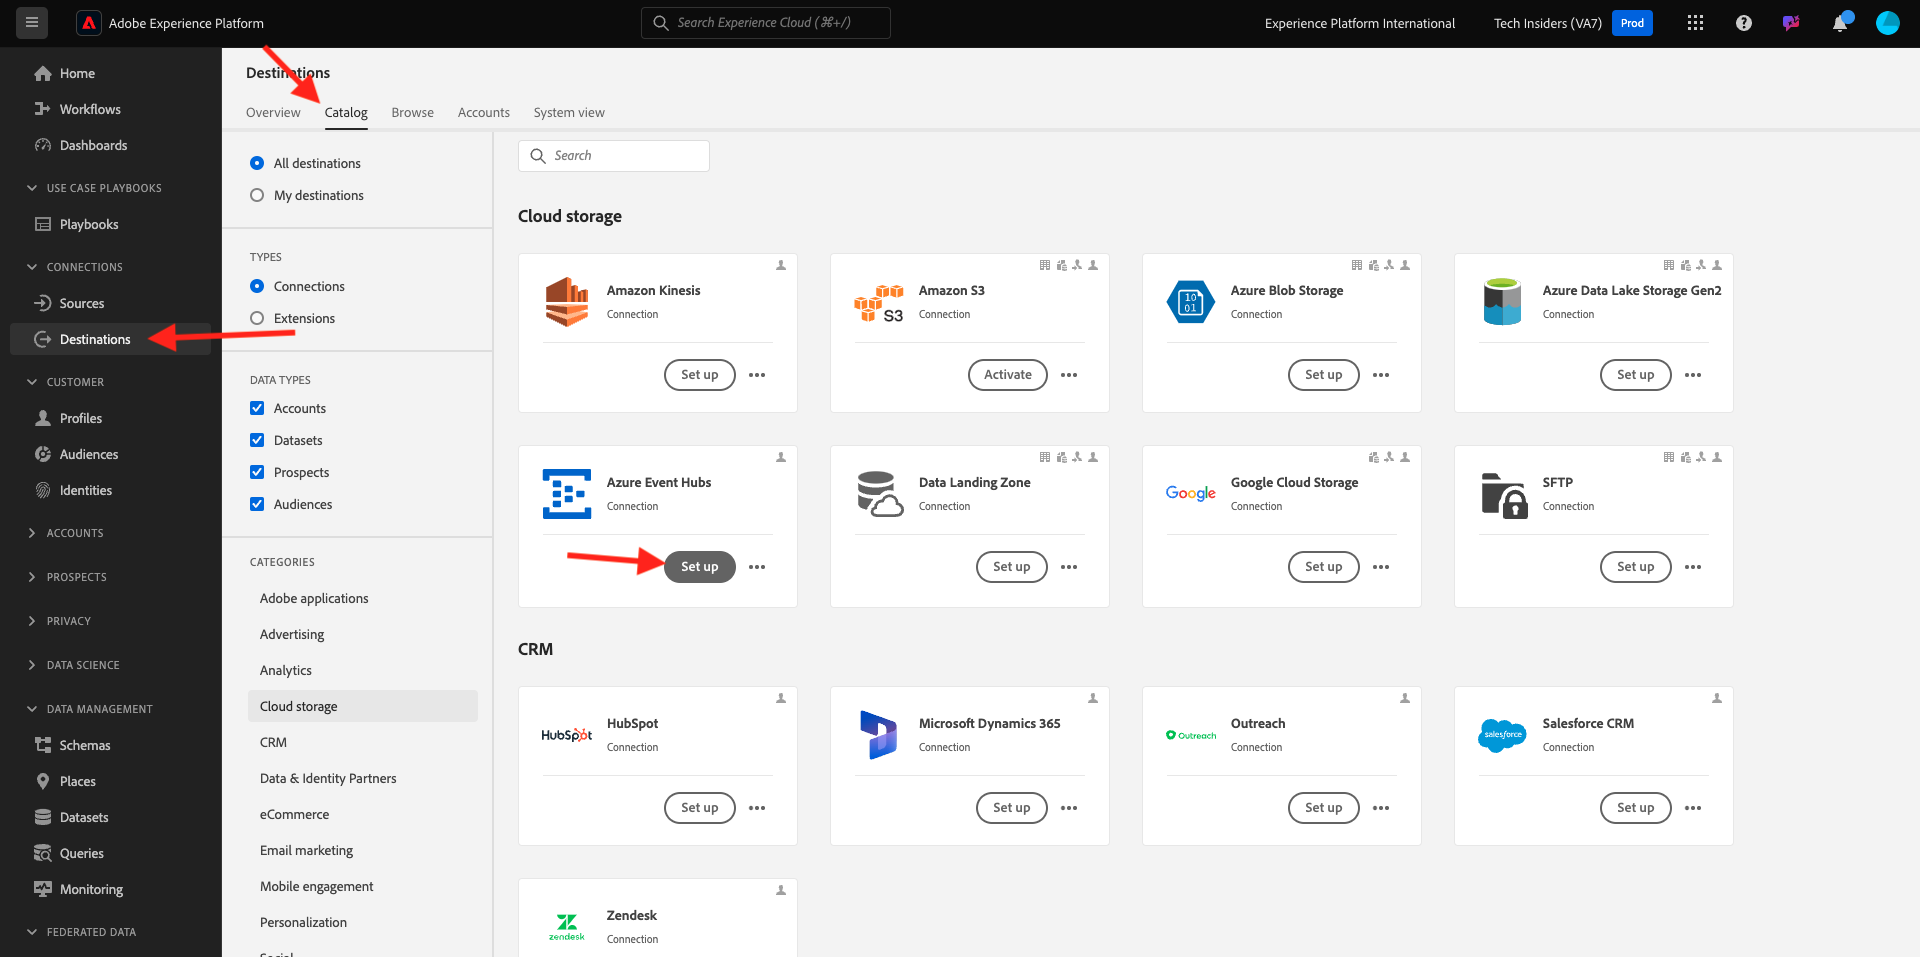 Adobe Experience Platform
Search Experience Cloud (⌘+/)
Experience Platform International
Tech Insiders (VA7)
Prod
Home
Workflows
Dashboards
USE CASE PLAYBOOKS
Playbooks
CONNECTIONS
Sources
Destinations
CUSTOMER
Profiles
Audiences
Identities
ACCOUNTS
PROSPECTS
PRIVACY
DATA SCIENCE
DATA MANAGEMENT
Schemas
Places
Datasets
Queries
Monitoring
FEDERATED DATA
Destinations
Overview
Catalog
Browse
Accounts
System view
All destinations
My destinations
TYPES
Connections
Extensions
DATA TYPES
Accounts
Datasets
Prospects
Audiences
CATEGORIES
Adobe applications
Advertising
Analytics
Cloud storage
CRM
Data & Identity Partners
eCommerce
Email marketing
Mobile engagement
Personalization
Social
Search
Cloud storage
Amazon Kinesis
Connection
Set up
S3
Amazon S3
Connection
Activate
10
01
Azure Blob Storage
Connection
Set up
Azure Data Lake Storage Gen2
Connection
Set up
Azure Event Hubs
Connection
Set up
Data Landing Zone
Connection
Set up
Google
Google Cloud Storage
Connection
Set up
SFTP
Connection
Set up
CRM
HubSpot
HubSpot
Connection
Set up
Microsoft Dynamics 365
Connection
Set up
Outreach
Outreach
Connection
Set up
salesforce
Salesforce CRM
Connection
Set up
zendesk
Zendesk
Connection